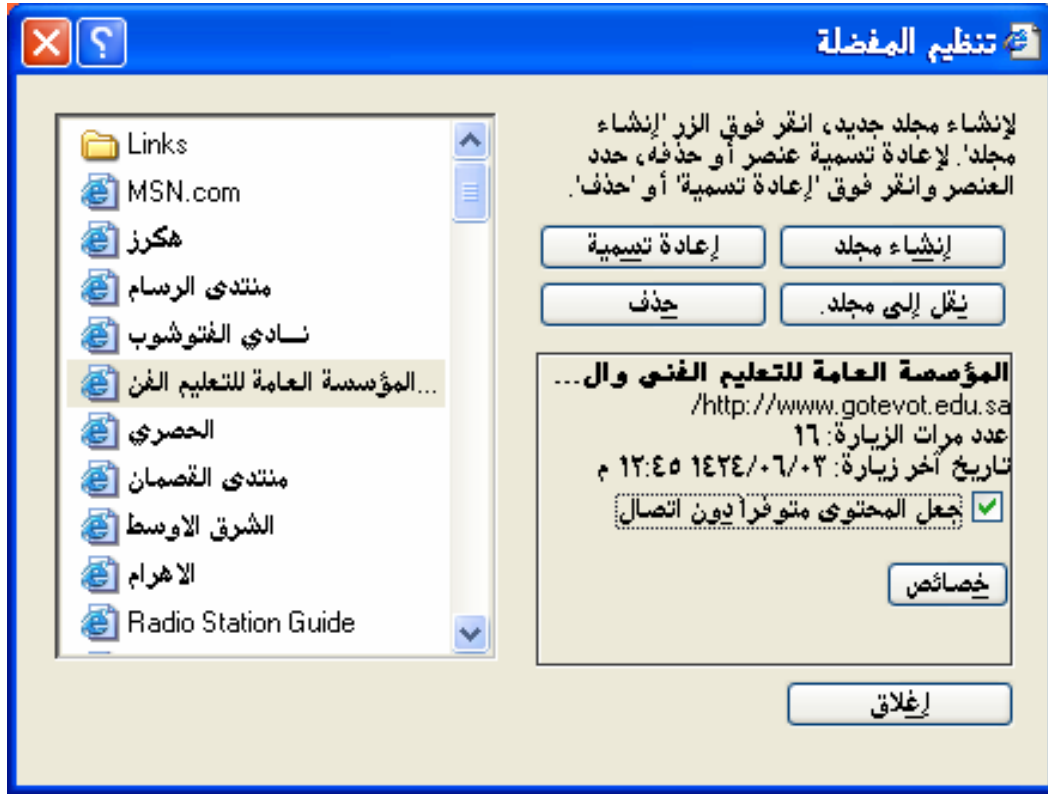 تنظيم المفضلة
لإنشاء مجلد جديد، انقر فوق الزر 'إنشاء
مجلد'. لإعادة تسمية عنصر أو حذفه، حدد
العنصر وانقر فوق 'إعادة تسمية' أو 'حذف'.
إنشاء مجلد
إعادة تسمية
نقل إلى مجلد.
حذف
المؤسسة العامة للتعليم الفني وال...
http://www.gotevot.edu.sa/
عدد مرات الزيارة: ١٦
تاريخ آخر زيارة: ١٤٢٤/٠٦/٠٣ ١٢:٤٥ م
جعل المحتوى متوفراً دون اتصال
خصائص
إغلاق
Links
MSN.com
هكرز
منتدى الرسام
نــادي الفتوشوب
المؤسسة العامة للتعليم الفن...
الحصري
منتدى القصمان
الشرق الاوسط
الاهرام
Radio Station Guide